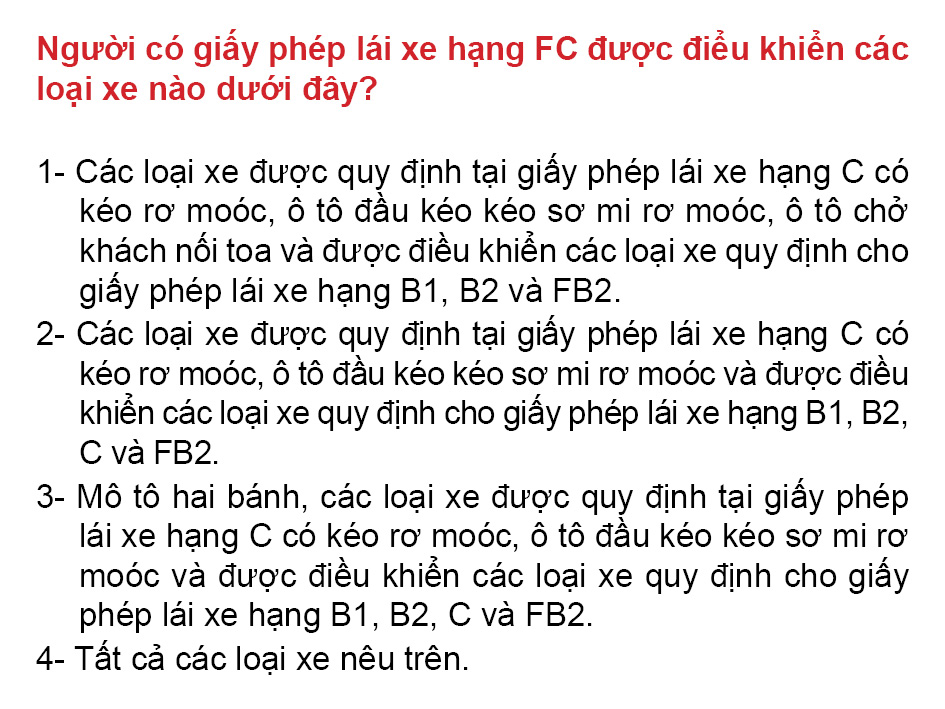 Người có giấy phép lái xe hạng FC được điểu khiển các
loại xe nào dưới đây?
1- Các loại xe được quy định tại giấy phép lái xe hạng C có
kéo rơ moóc, ô tô đầu kéo kéo sơ mi rơ moóc, ô tô chở
khách nối toa và được điều khiển các loại xe quy định cho
giấy phép lái xe hạng B1, B2 và FB2.
2- Các loại xe được quy định tại giấy phép lái xe hạng C có
kéo rơ moóc, ô tô đầu kéo kéo sơ mi rơ moóc và được điều
khiển các loại xe quy định cho giấy phép lái xe hạng B1, B2,
C và FB2.
3- Mô tô hai bánh, các loại xe được quy định tại giấy phép
lái xe hạng C có kéo rơ moóc, ô tô đầu kéo kéo sơ mi rơ
moóc và được điều khiển các loại xe quy định cho giấy
phép lái xe hạng B1, B2, C và FB2.
4- Tất cả các loại xe nêu trên.